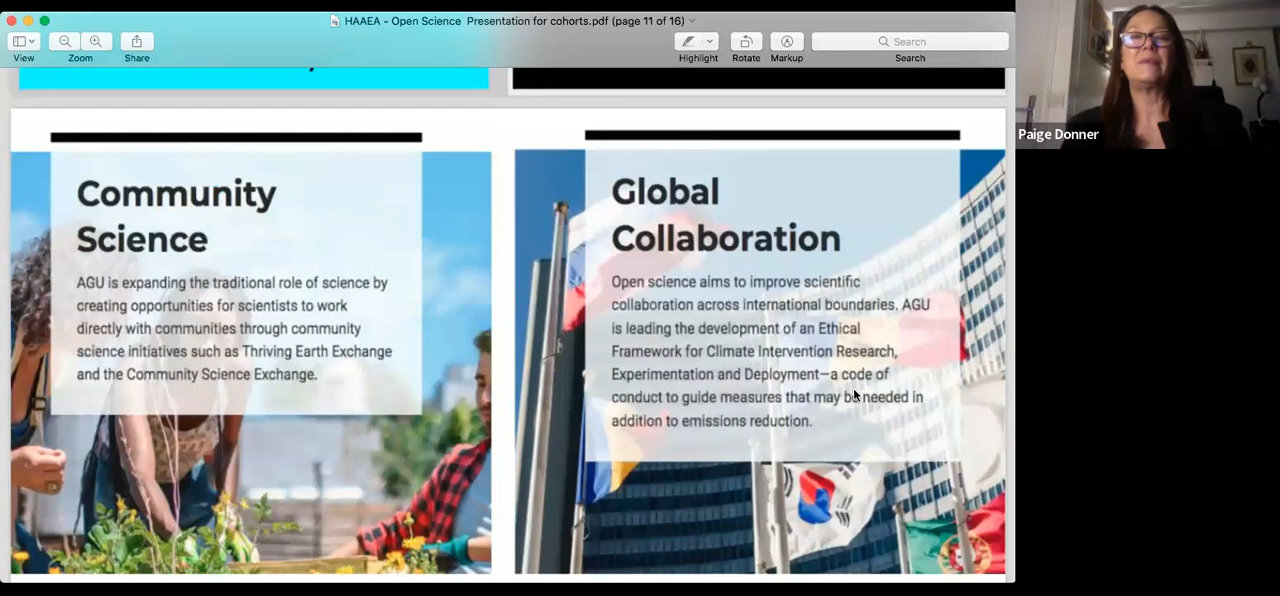 HAAEA - Open Science Presentation for cohorts.pdf (page 11 of 16)
View
Zoom
Share
Highlight
Rotate
Markup
Search
Search
Paige Donner
Community
Science
AGU is expanding the traditional role of science by
creating opportunities for scientists to work
directly with communities through community
science initiatives such as Thriving Earth Exchange
and the Community Science Exchange.
Global
Collaboration
Open science aims to improve scientific
collaboration across international boundaries. AGU
is leading the development of an Ethical
Framework for Climate Intervention Research,
Experimentation and Deployment—a code of
conduct to guide measures that may be needed in
addition to emissions reduction.